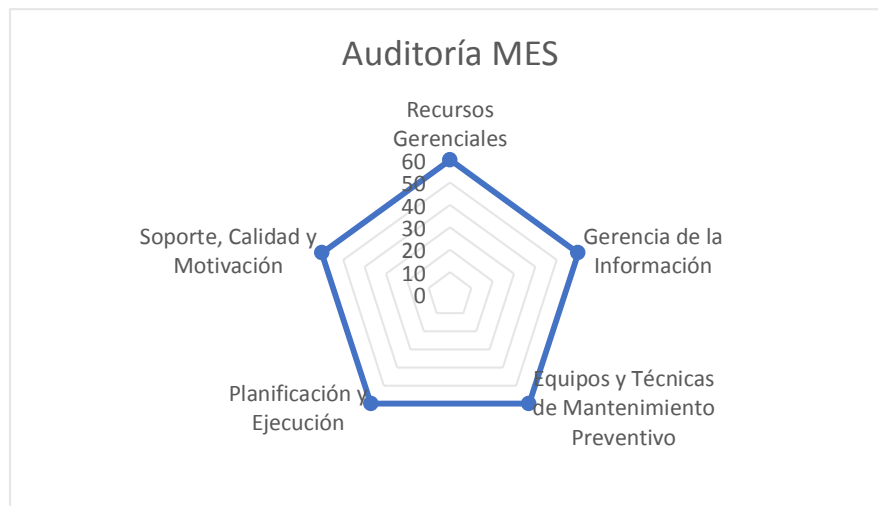 Auditoría MES
Recursos
Gerenciales
60
50
40
30
20
10
0
Soporte, Calidad y
Motivación
Gerencia de la
Información
Planificación y
Ejecución
Equipos y Técnicas
de Mantenimiento
Preventivo